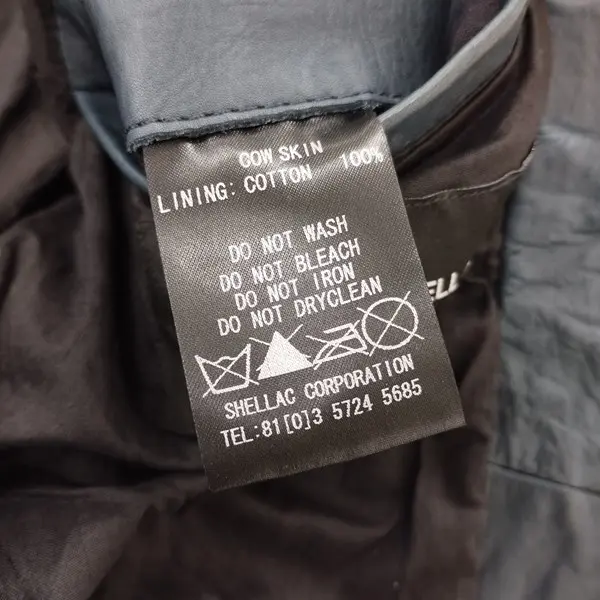 COW SKIN
LINING: COTTON 100%
DO NOT WASH
DO NOT BLEACH
DO NOT IRON
DO NOT DRYCLEAN
SHELLAC CORPORATION
TEL:81[0]3 5724 5685